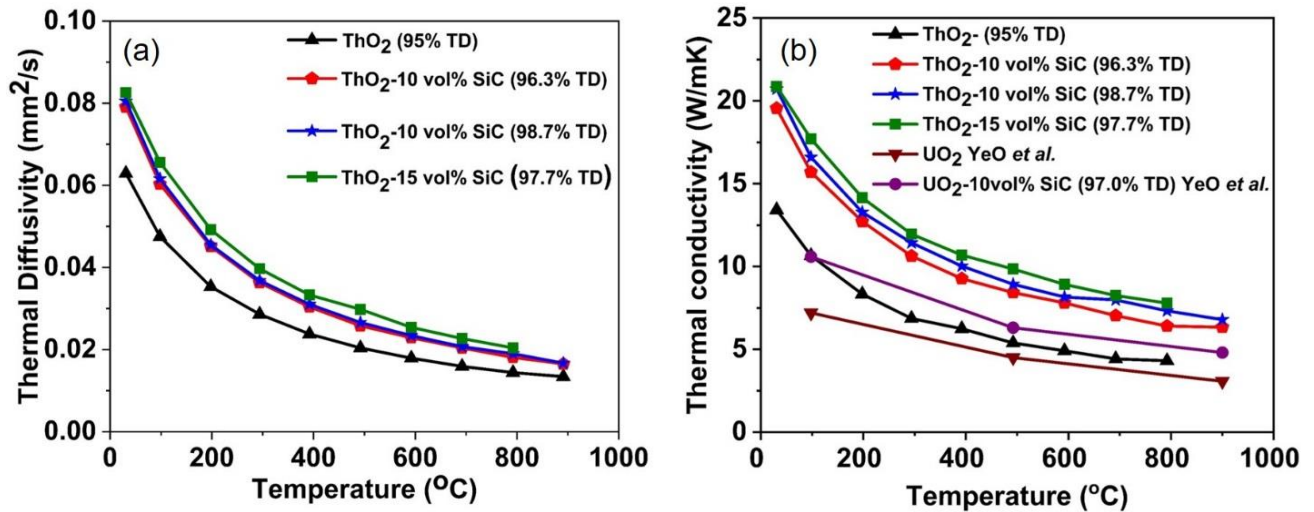 (a)
ThO2 (95% TD)
ThO2-10 vol% SiC (96.3% TD)
ThO2-10 vol% SiC (98.7% TD)
ThO2-15 vol% SiC (97.7% TD)
Thermal Diffusivity (mm2/s)
0.10
0.08
0.06
0.04
0.02
0.00
0 200 400 600 800 1000
Temperature (OC)
(b)
ThO2- (95% TD)
ThO2-10 vol% SiC (96.3% TD)
ThO2-10 vol% SiC (98.7% TD)
ThO2-15 vol% SiC (97.7% TD)
UO2 YeO et al.
UO2-10vol% SiC (97.0% TD) YeO et al.
Thermal conductivity (W/mK)
25
20
15
10
5
0
0 200 400 600 800 1000
Temperature (oC)